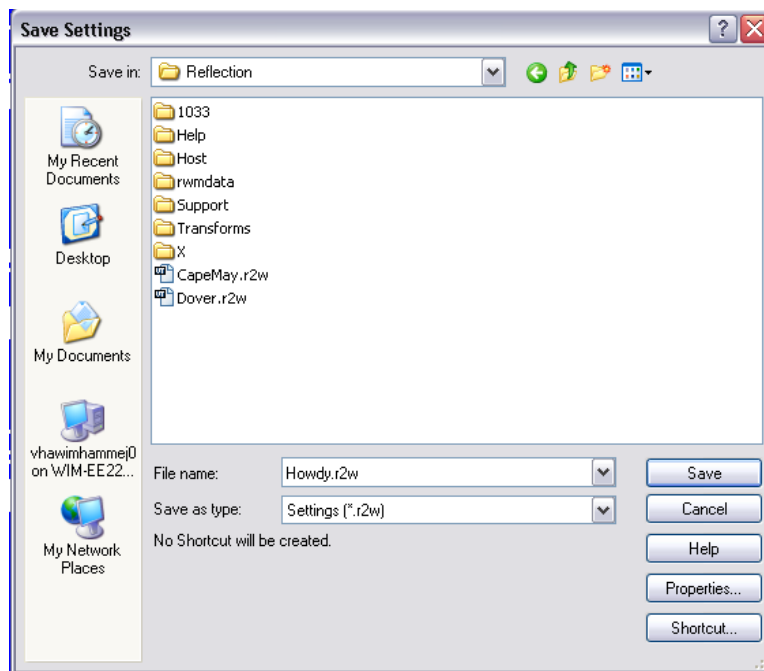 Save Settings
Save in:
Reflection
My Recent
Documents
Desktop
My Documents
vhawimhammej0
on WIM-EE22...
My Network
Places
1033
Help
Host
rwmdata
Support
Transforms
X
CapeMay.r2w
Dover.r2w
File name:
Howdy.r2w
Save
Save as type:
Settings (*.r2w)
Cancel
No Shortcut will be created.
Help
Properties...
Shortcut...